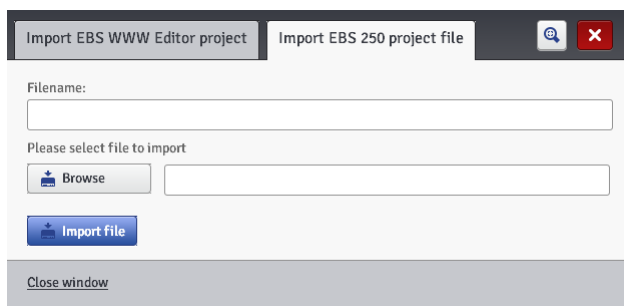 Import EBS WWW Editor project
Import EBS 250 project file
Filename:
Please select file to import
Browse
Import file
Close window